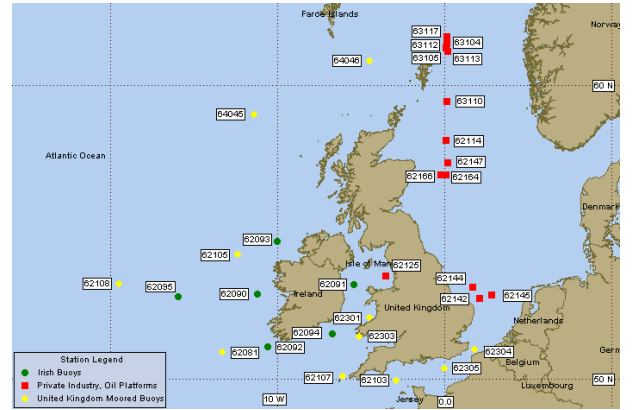 Faroe Islands
Norway
63117
63112
63104
63105
63113
64046
60 N
63110
64045
62114
Atlantic Ocean
62147
62166
62164
Denmark
62093
62105
Isle of Man
62125
62108
62095
62090
62091
Ireland
62144
62142
62145
United Kingdom
62301
Netherlands
62094
62303
62092
62081
62304
Ger
Belgium
62305
62107
62103
Luxembourg
50 N
10 W
0.0
Jersey
Station Legend
Irish Buoys
Private Industry, Oil Platforms
United Kingdom Moored Buoys